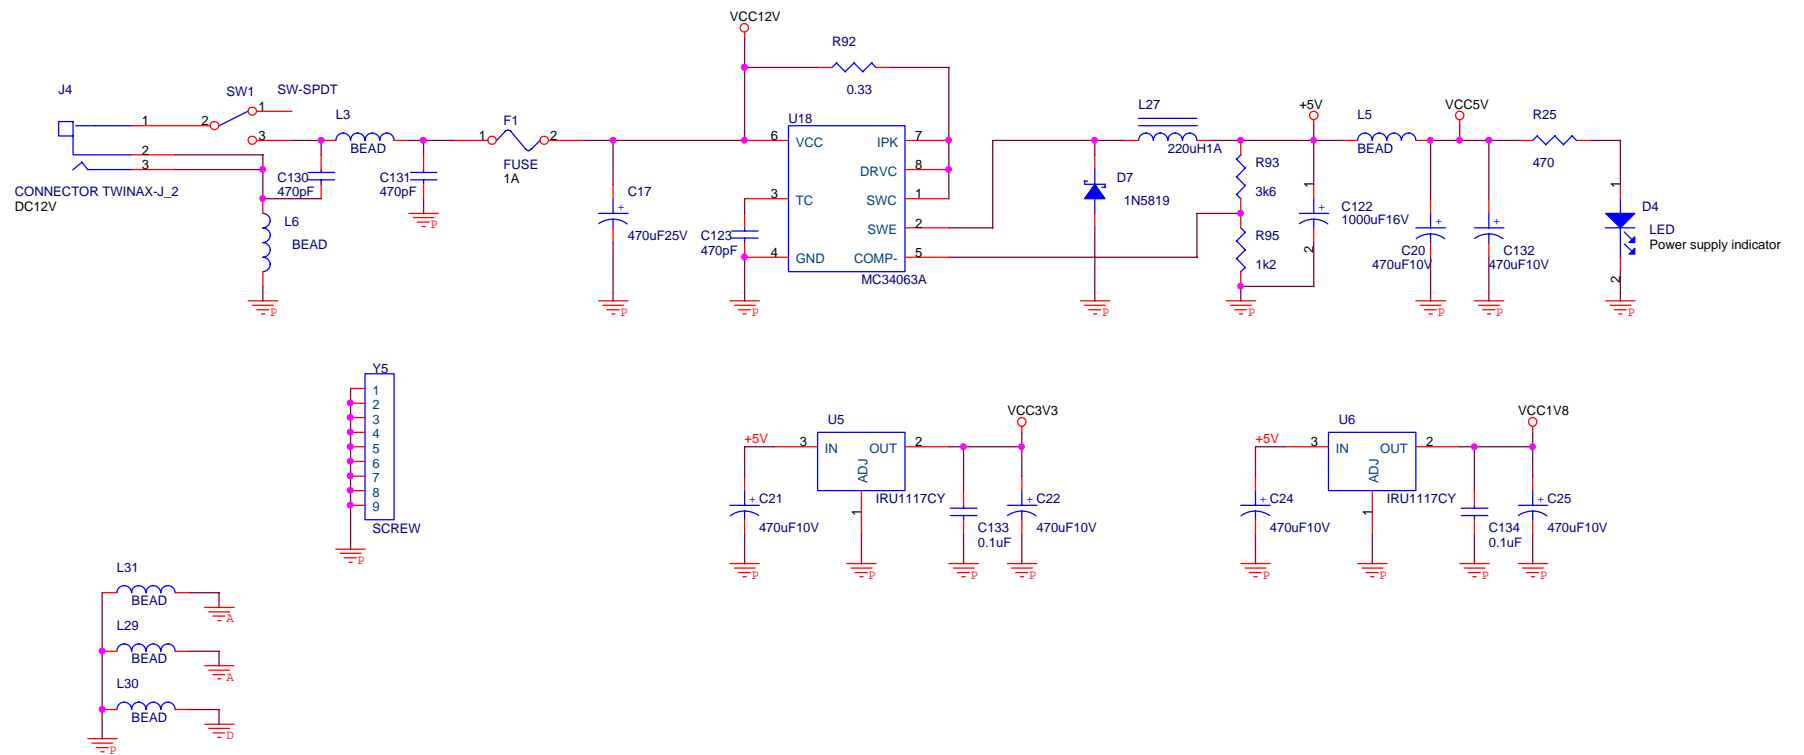 VCC12V
R92
0.33
J4
SW1
SW-SPDT
1
2
3
1
2
3
CONNECTOR TWINAX-J_2
DC12V
L3
BEAD
C130
470pF
C131
470pF
P
L6
BEAD
P
F1
1
2
FUSE
1A
C17
+
470uF25V
P
U18
6
VCC
IPK
7
DRVC
8
3
TC
SWC
1
SWE
2
4
GND
COMP-
5
MC34063A
C123
470pF
P
D7
1N5819
P
L27
220uH1A
R93
3k6
R95
1k2
P
+5V
1
+
C122
1000uF16V
2
L5
BEAD
VCC5V
+
C20
470uF10V
P
+
C132
470uF10V
P
R25
470
1
D4
LED
Power supply indicator
2
P
Y5
1
2
3
4
5
6
7
8
9
SCREW
P
+5V
U5
3
IN
OUT
2
ADJ
1
IRU1117CY
VCC3V3
+
C21
470uF10V
P
P
C133
0.1uF
P
+
C22
470uF10V
P
+5V
U6
3
IN
OUT
2
ADJ
1
IRU1117CY
VCC1V8
+
C24
470uF10V
P
P
C134
0.1uF
P
+
C25
470uF10V
P
L31
BEAD
A
L29
BEAD
A
L30
BEAD
D
P